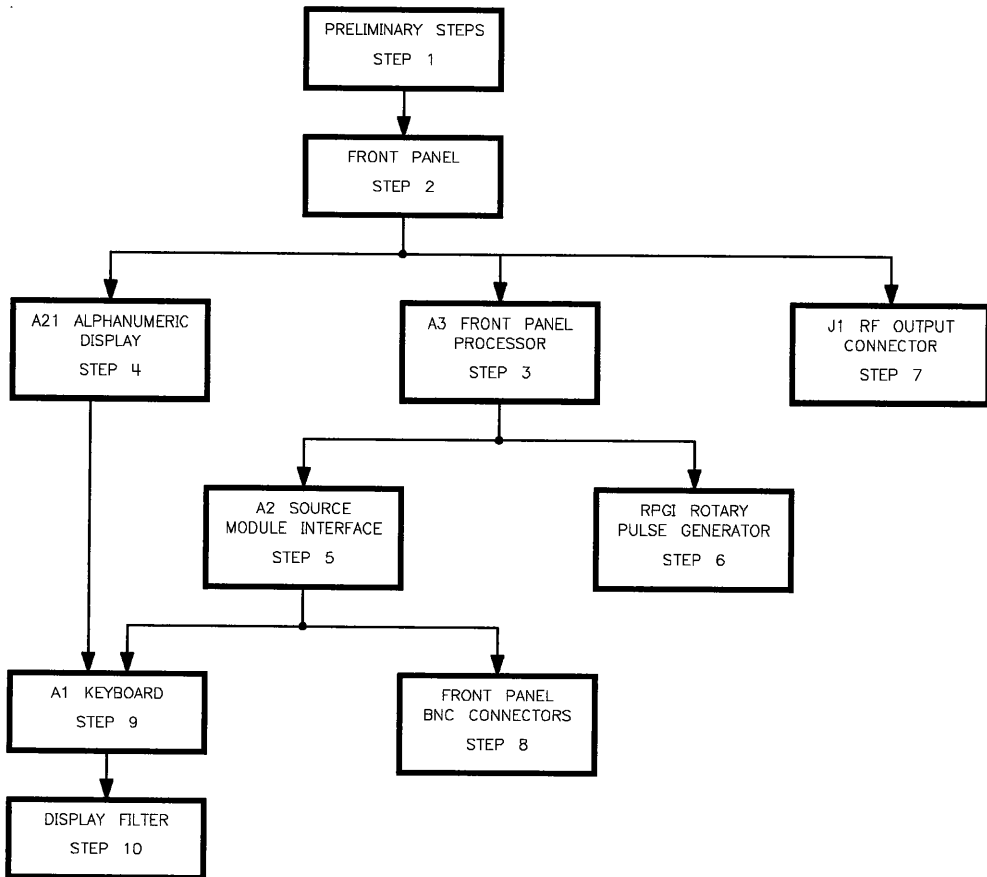 PRELIMINARY STEPS
STEP 1
FRONT PANEL
STEP 2
A21 ALPHANUMERIC
DISPLAY
STEP 4
A3 FRONT PANEL
PROCESSOR
STEP 3
J1 RF OUTPUT
CONNECTOR
STEP 7
A2 SOURCE
MODULE INTERFACE
STEP 5
RPGI ROTARY
PULSE GENERATOR
STEP 6
A1 KEYBOARD
STEP 9
FRONT PANEL
BNC CONNECTORS
STEP 8
DISPLAY FILTER
STEP 10